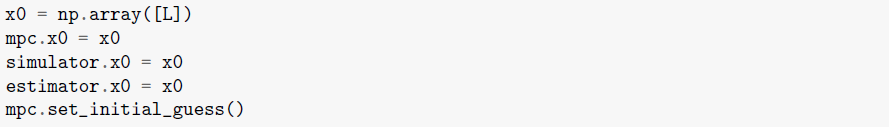 x0 = np.array([L])
mpc.x0 = x0
simulator.x0 = x0
estimator.x0 = x0
mpc.set_initial_guess()